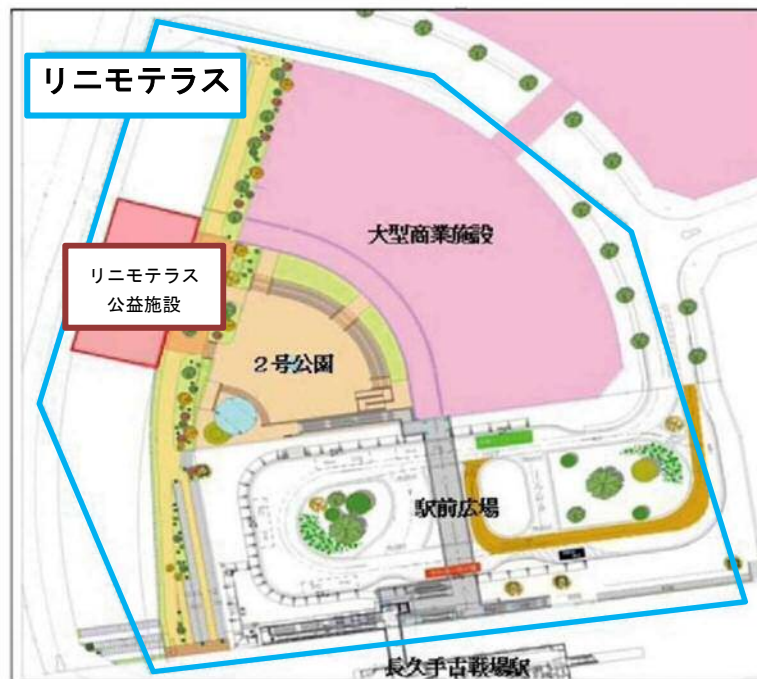 リニモテラス
大型商業施設
リニモテラス
公益施設
2号公園
駅前広場
長久手古戦場駅